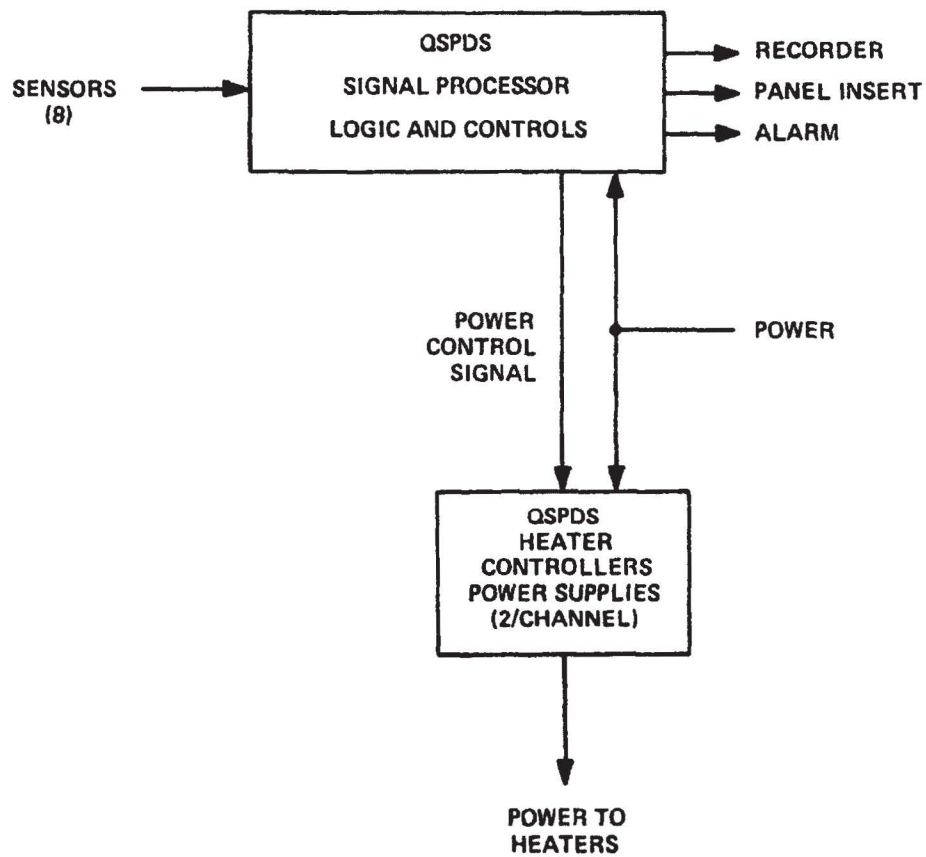 QSPDS
SIGNAL PROCESSOR
LOGIC AND CONTROLS
SENSORS
(8)
RECORDER
PANEL INSERT
ALARM
POWER
CONTROL
SIGNAL
POWER
QSPDS
HEATER
CONTROLLERS
POWER SUPPLIES
(2/CHANNEL)
POWER TO
HEATERS